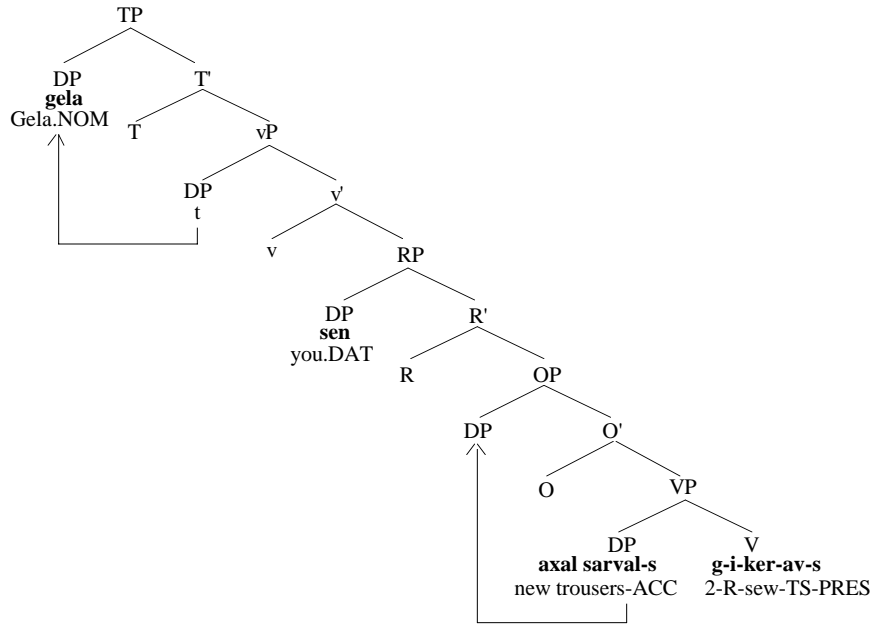 TP
DP T'
gela
Gela.NOM T vP
DP v'
t
v RP
DP R'
sen
you.DAT R OP
DP O'
O VP
DP V
axal sarval-s g-i-ker-av-s
new trousers-ACC 2-R-sew-TS-PRES